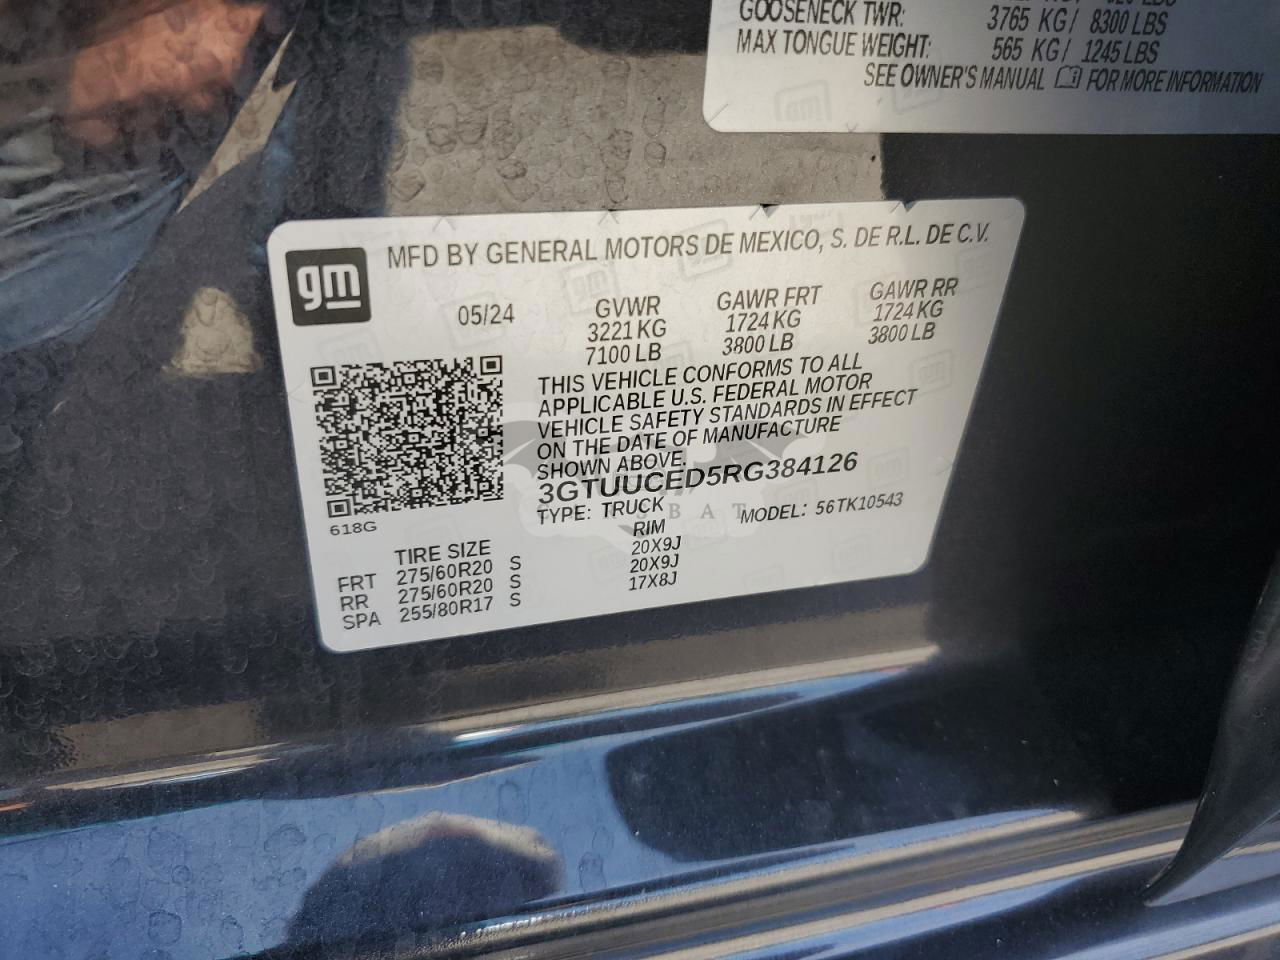 GOOSENECK TWR: 3765 KG/ 8300 LBS
MAX TONGUE WEIGHT: 565 KG/ 1245 LBS
SEE OWNER'S MANUAL FOR MORE INFORMATION
gm
MFD BY GENERAL MOTORS DE MEXICO, S. DE R.L. DE C.V.
05/24 GVWR GAWR FRT GAWR RR
3221 KG 1724 KG 1724 KG
7100 LB 3800 LB 3800 LB
THIS VEHICLE CONFORMS TO ALL
APPLICABLE U.S. FEDERAL MOTOR
VEHICLE SAFETY STANDARDS IN EFFECT
ON THE DATE OF MANUFACTURE
SHOWN ABOVE.
3GTUUCED5RG384126
TYPE: TRUCK MODEL: 56TK10543
618G
TIRE SIZE RIM
FRT 275/60R20 S 20X9J
RR 275/60R20 S 20X9J
SPA 255/80R17 S 17X8J